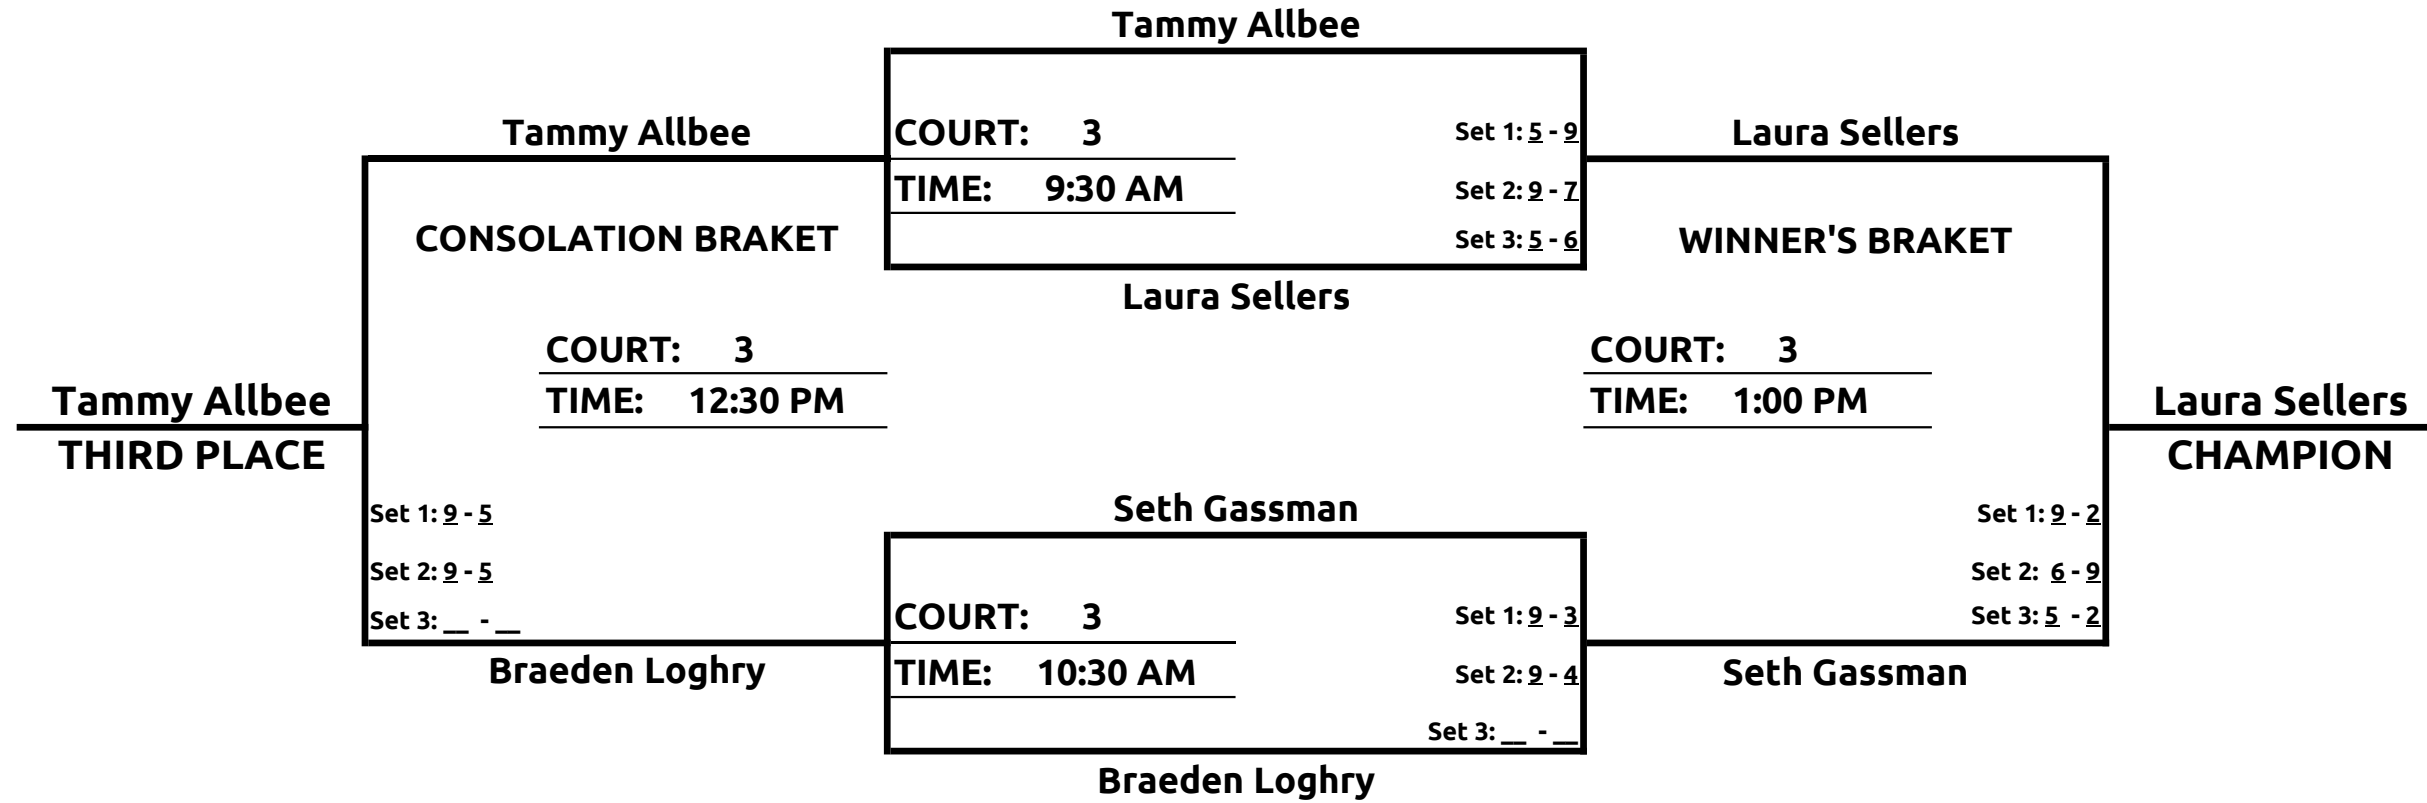 Tammy Allbee
Tammy Allbee
COURT: 3
Set 1: 5 - 9
Laura Sellers
TIME: 9:30 AM
Set 2: 9 - 7
CONSOLATION BRAKET
Set 3: 5 - 6
WINNER'S BRAKET
Laura Sellers
COURT: 3
COURT: 3
Tammy Allbee
TIME: 12:30 PM
TIME: 1:00 PM
Laura Sellers
THIRD PLACE
CHAMPION
Set 1: 9 - 5
Seth Gassman
Set 1: 9 - 2
Set 2: 9 - 5
Set 2: 6 - 9
Set 3: __ - __
COURT: 3
Set 1: 9 - 3
Set 3: 5 - 2
Braeden Loghry
TIME: 10:30 AM
Set 2: 9 - 4
Seth Gassman
Set 3: __ - __
Braeden Loghry